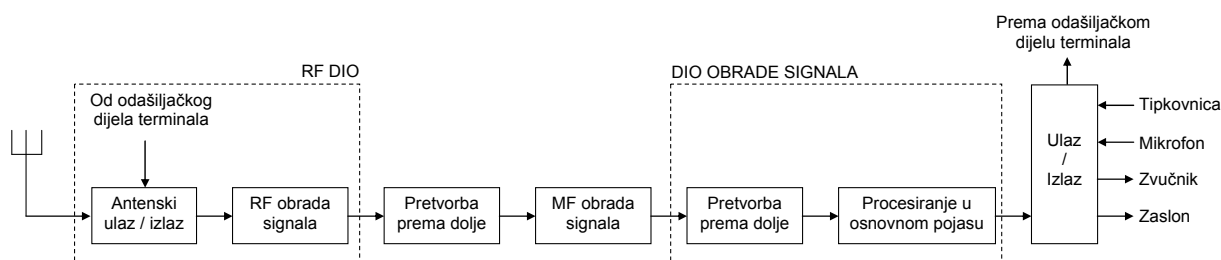 Prema odašiljačkom
dijelu terminala
RF DIO
DIO OBRADE SIGNALA
Od odašiljačkog
dijela terminala
Antenski
ulaz / izlaz
RF obrada
signala
Pretvorba
prema dolje
MF obrada
signala
Pretvorba
prema dolje
Procesiranje u
osnovnom pojasu
Ulaz
/
Izlaz
Tipkovnica
Mikrofon
Zvučnik
Zaslon